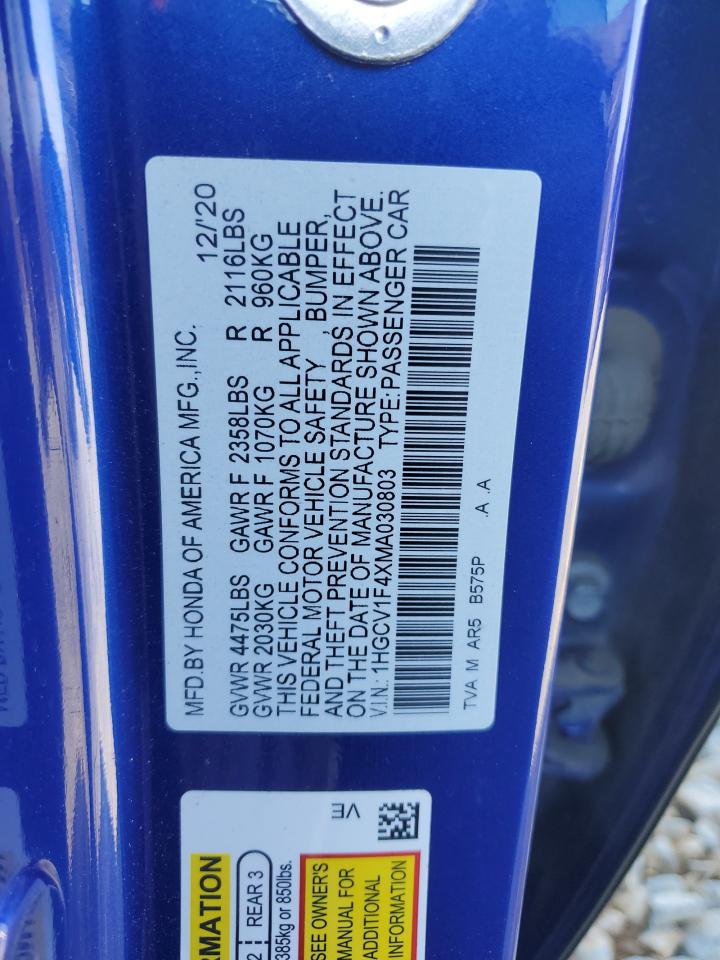 MFD.BY HONDA OF AMERICA MFG.,INC. 12/'20
GVWR 4475LBS GAWR F 2358LBS R 2116LBS
GVWR 2030KG GAWR F 1070KG R 960KG
THIS VEHICLE CONFORMS TO ALL APPLICABLE
FEDERAL MOTOR VEHICLE SAFETY , BUMPER,
AND THEFT PREVENTION STANDARDS IN EFFECT
ON THE DATE OF MANUFACTURE SHOWN ABOVE.
V.I.N.: 1HGCV1F4XMA030803 TYPE:PASSENGER CAR
TVA M AR5 B575P .A .A
RMATION
2 REAR 3
385kg or 850lbs.
SEE OWNER'S
MANUAL FOR
ADDITIONAL
INFORMATION
VE